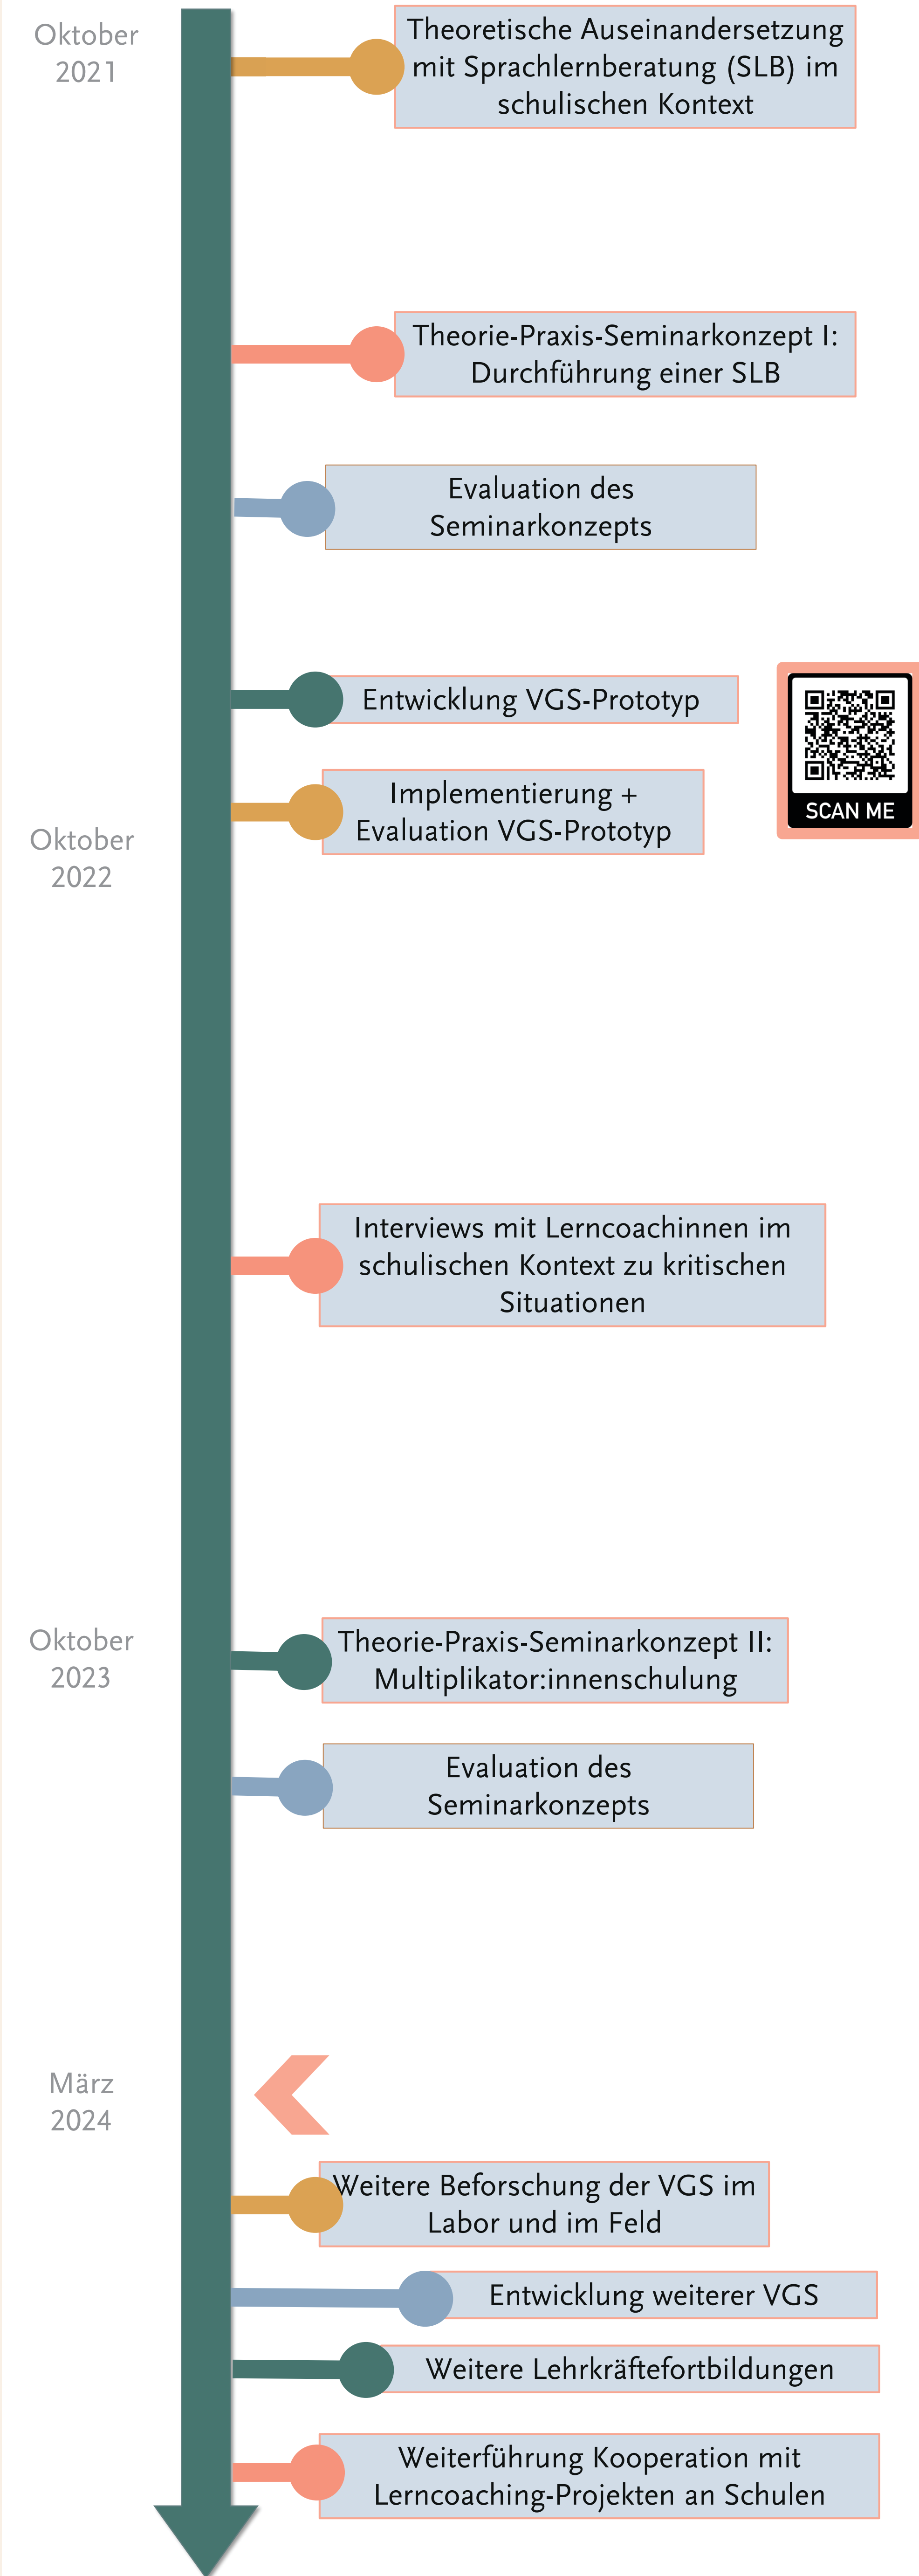 Oktober
2021
Theoretische Auseinandersetzung
mit Sprachlernberatung (SLB) im
schulischen Kontext
Theorie-Praxis-Seminarkonzept I:
Durchführung einer SLB
Evaluation des
Seminarkonzepts
Entwicklung VGS-Prototyp
SCAN ME
Implementierung +
Evaluation VGS-Prototyp
Oktober
2022
Interviews mit Lerncoachinnen im
schulischen Kontext zu kritischen
Situationen
Oktober
2023
Theorie-Praxis-Seminarkonzept II:
Multiplikator:innenschulung
Evaluation des
Seminarkonzepts
März
2024
Weitere Beforschung der VGS im
Labor und im Feld
Entwicklung weiterer VGS
Weitere Lehrkräftefortbildungen
Weiterführung Kooperation mit
Lerncoaching-Projekten an Schulen